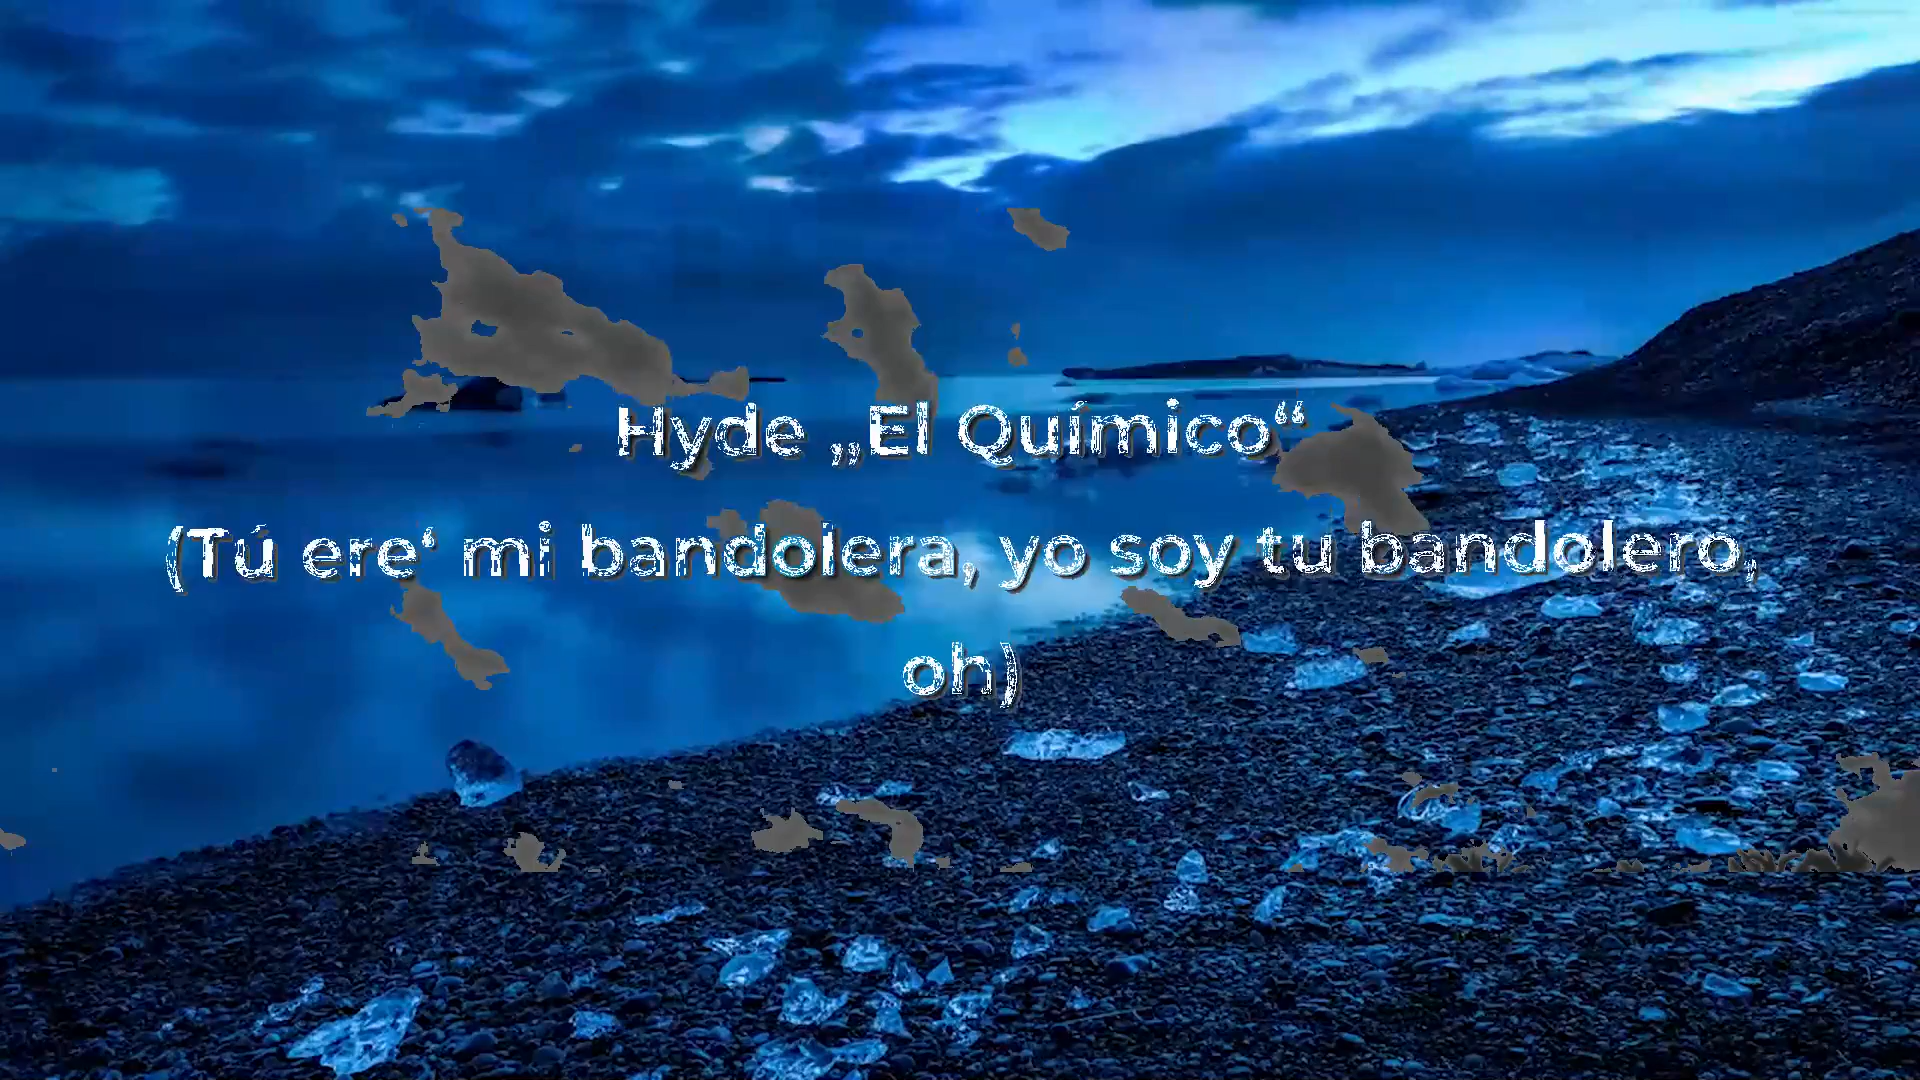 Hyde „El Químico“
(Tú ere‘ mi bandolera, yo soy tu bandolero,
oh)